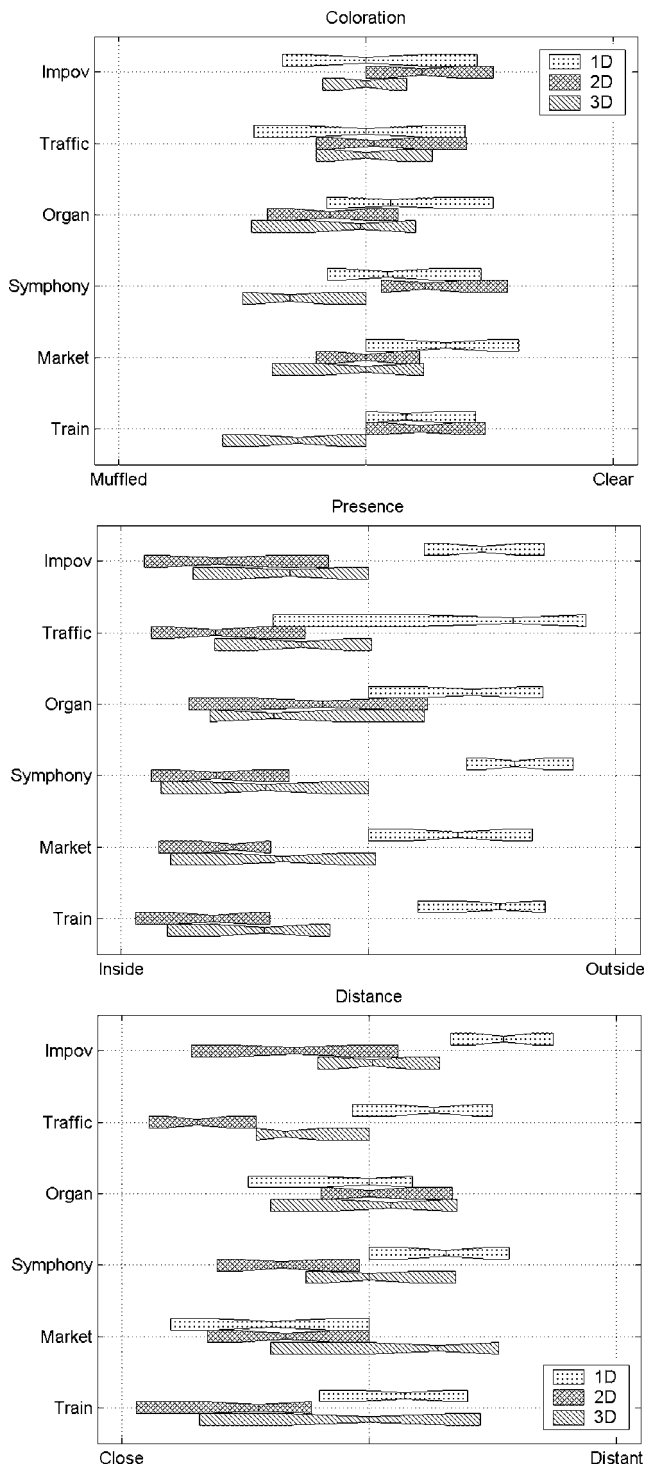 Coloration
Impov
Traffic
Organ
Symphony
Market
Train
1D
2D
3D
Muffled
Clear
Presence
Impov
Traffic
Organ
Symphony
Market
Train
Inside
Outside
Distance
Impov
Traffic
Organ
Symphony
Market
Train
1D
2D
3D
Close
Distant